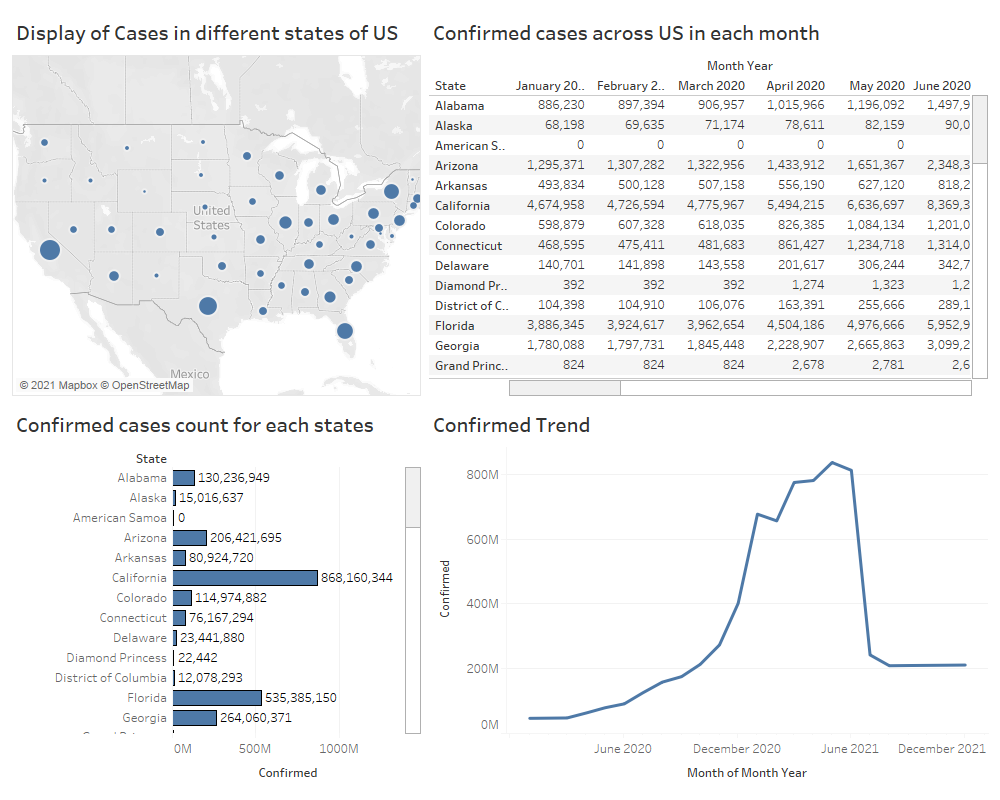 Display of Cases in different states of US
United
States
Mexico
© 2021 Mapbox © OpenStreetMap
Confirmed cases across US in each month
Month Year
State January 20.. February 2.. March 2020 April 2020 May 2020 June 2020
Alabama 886,230 897,394 906,957 1,015,966 1,196,092 1,497,9
Alaska 68,198 69,635 71,174 78,611 82,159 90,0
American S.. 0 0 0 0 0
Arizona 1,295,371 1,307,282 1,322,956 1,433,912 1,651,367 2,348,3
Arkansas 493,834 500,128 507,158 556,190 627,120 818,2
California 4,674,958 4,726,594 4,775,967 5,494,215 6,636,697 8,369,3
Colorado 598,879 607,328 618,035 826,385 1,084,134 1,201,0
Connecticut 468,595 475,411 481,683 861,427 1,234,718 1,314,0
Delaware 140,701 141,898 143,558 201,617 306,244 342,7
Diamond Pr.. 392 392 392 1,274 1,323 1,2
District of C.. 104,398 104,910 106,076 163,391 255,666 289,1
Florida 3,886,345 3,924,617 3,962,654 4,504,186 4,976,666 5,952,9
Georgia 1,780,088 1,797,731 1,845,448 2,228,907 2,665,863 3,099,2
Grand Princ.. 824 824 824 2,678 2,781 2,6
Confirmed cases count for each states
State
Alabama 130,236,949
Alaska 15,016,637
American Samoa 0
Arizona 206,421,695
Arkansas 80,924,720
California 868,160,344
Colorado 114,974,882
Connecticut 76,167,294
Delaware 23,441,880
Diamond Princess 22,442
District of Columbia 12,078,293
Florida 535,385,150
Georgia 264,060,371
0M 500M 1000M
Confirmed
Confirmed Trend
800M
600M
400M
200M
0M
Confirmed
June 2020 December 2020 June 2021 December 2021
Month of Month Year